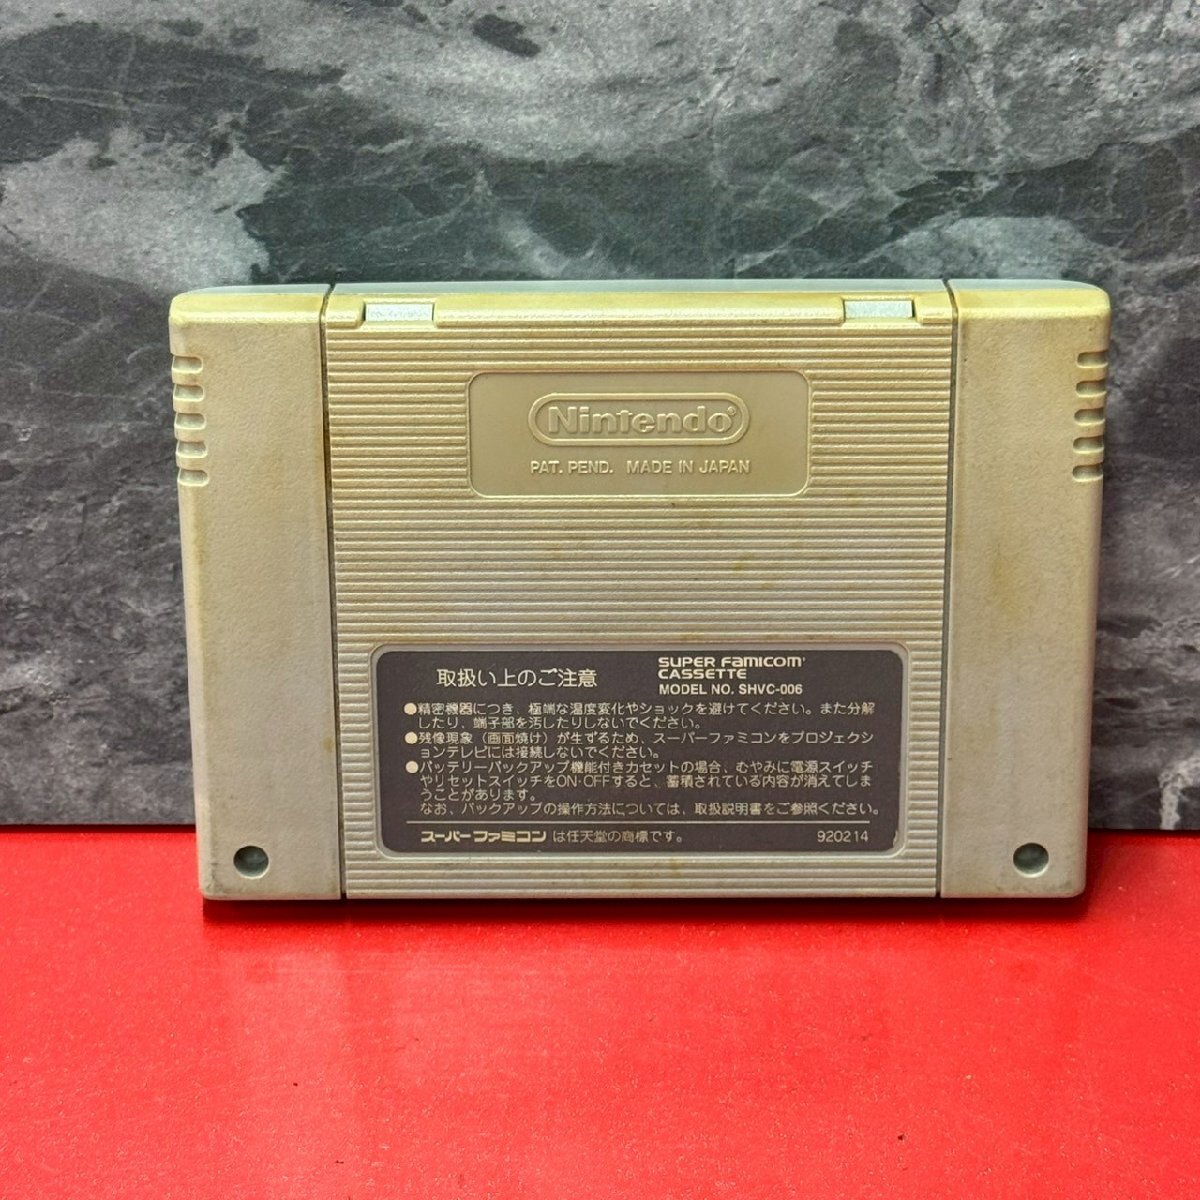 Nintendo®
PAT. PEND. MADE IN JAPAN
取扱い上のご注意
SUPER FAMICOM
CASSETTE
MODEL NO. SHVC-006
●精密機器につき、極端な温度変化やショックを避けてください。また分解
したり、端子部を汚したりしないでください。
●残像現象（画面焼け）が生ずるため、スーパーファミコンをプロジェクシ
ョンテレビには接続しないでください。
●バッテリーバックアップ機能付きカセットの場合、むやみに電源スイッチ
やリセットスイッチをON・OFFすると、蓄積されている内容が消えてしま
うことがあります。
なお、バックアップの操作方法については、取扱説明書をご参照ください。
スーパーファミコンは任天堂の商標です。
920214